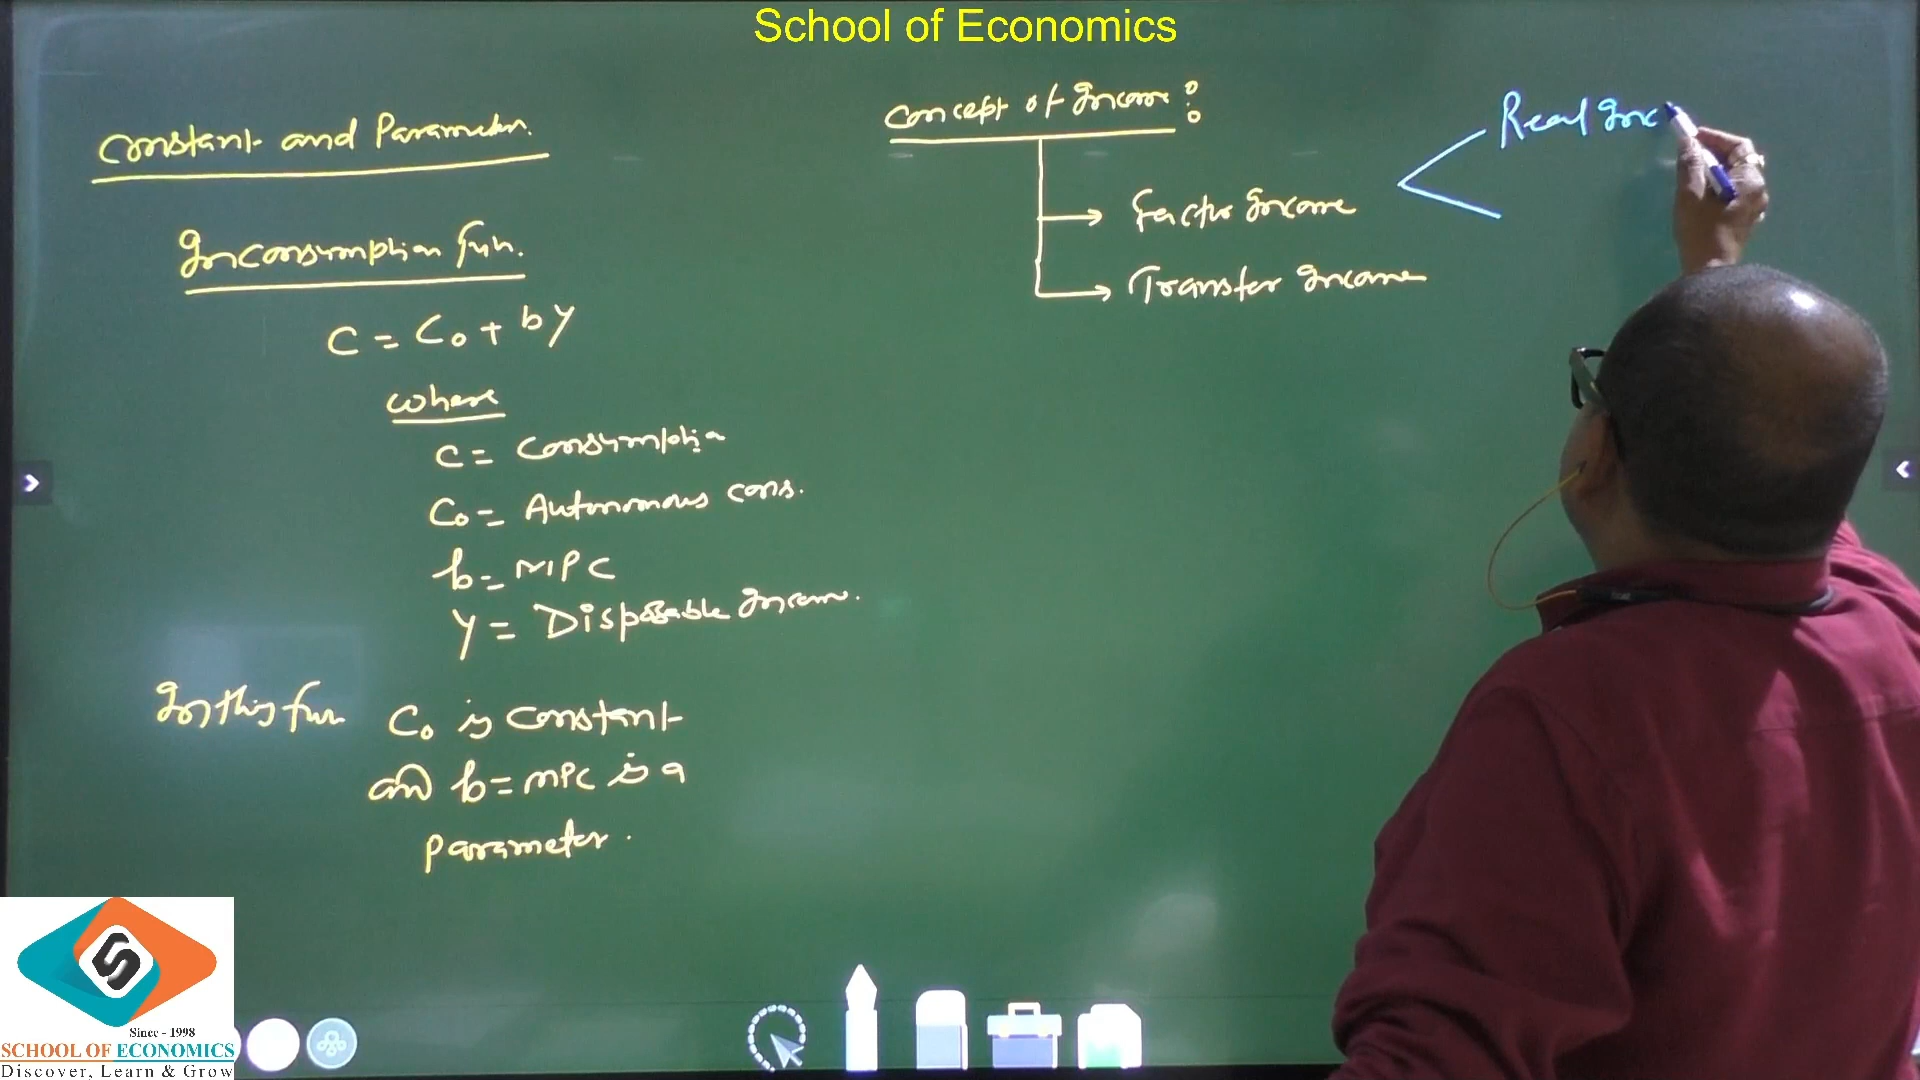 School of Economics
Constant and Parameter.
In consumption fun.
C = C₀ + by
where
C = Consumption
C₀ = Autonomous cons.
b = MPC
Y = Disposable Income.
In this fun C₀ is constant
and b = MPC is a
parameter.
Concept of Income :
Factor Income
Transfer Income
Real Inc
Since - 1998
SCHOOL OF ECONOMICS
Discover, Learn & Grow